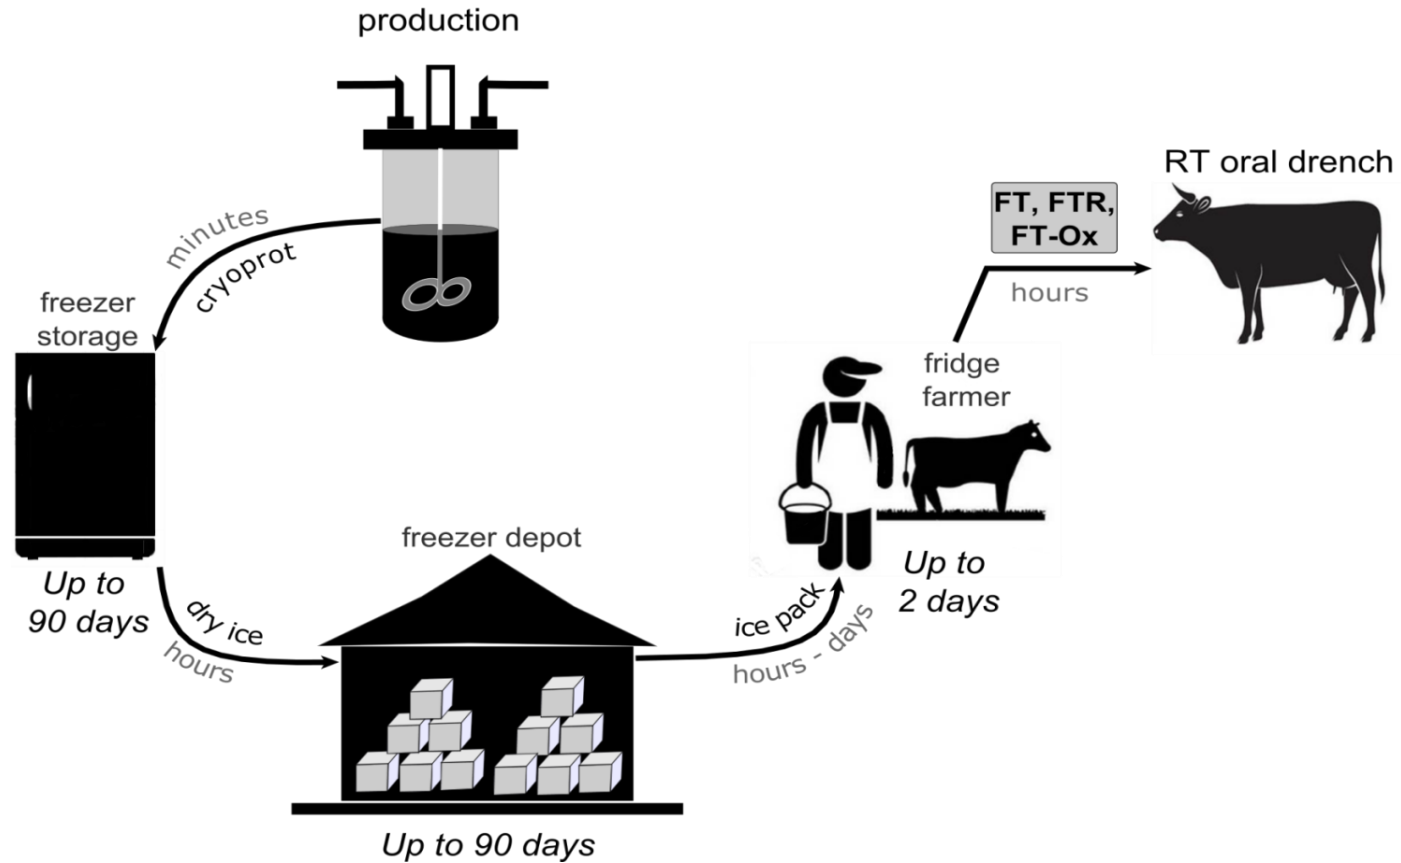 production
minutes
cryoprot
freezer
storage
Up to
90 days
dry ice
hours
freezer depot
Up to 90 days
ice pack
hours - days
fridge
farmer
Up to
2 days
FT, FTR,
FT-Ox
hours
RT oral drench